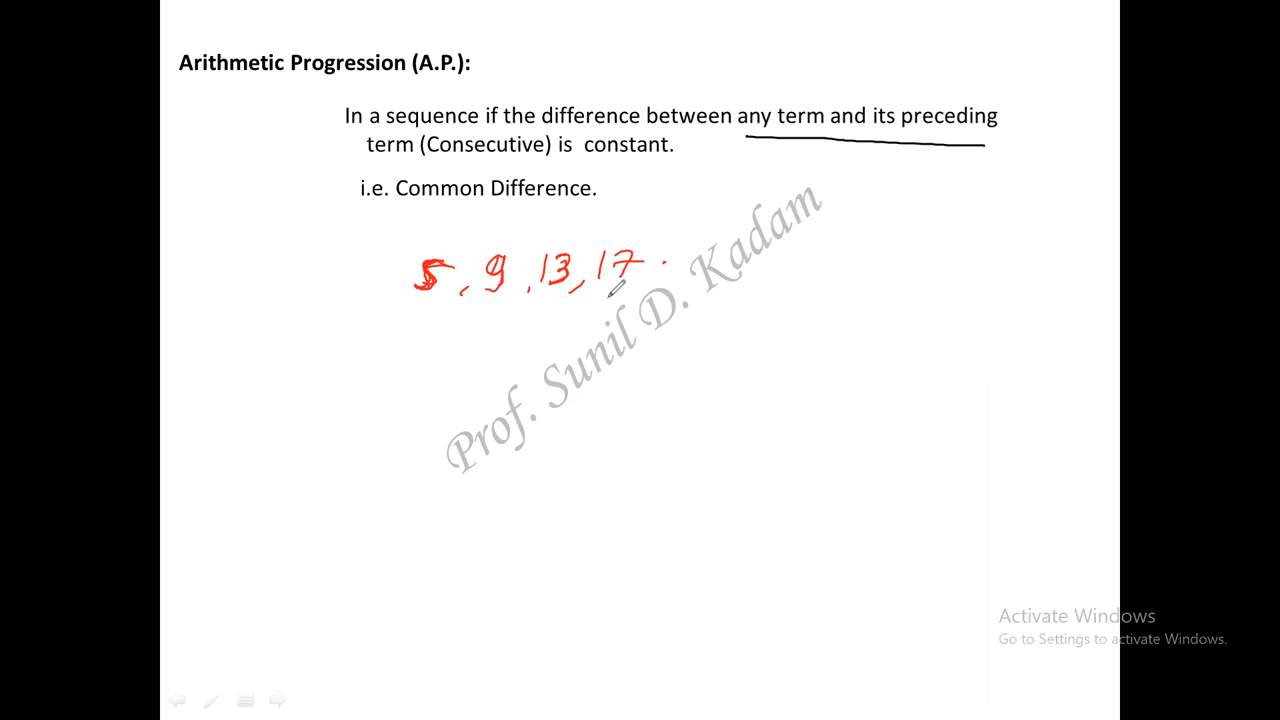 Arithmetic Progression (A.P.):
In a sequence if the difference between any term and its preceding
term (Consecutive) is constant.
i.e. Common Difference.
5, 9, 13, 17.
Prof. Sunil D. Kadam
Activate Windows
Go to Settings to activate Windows.